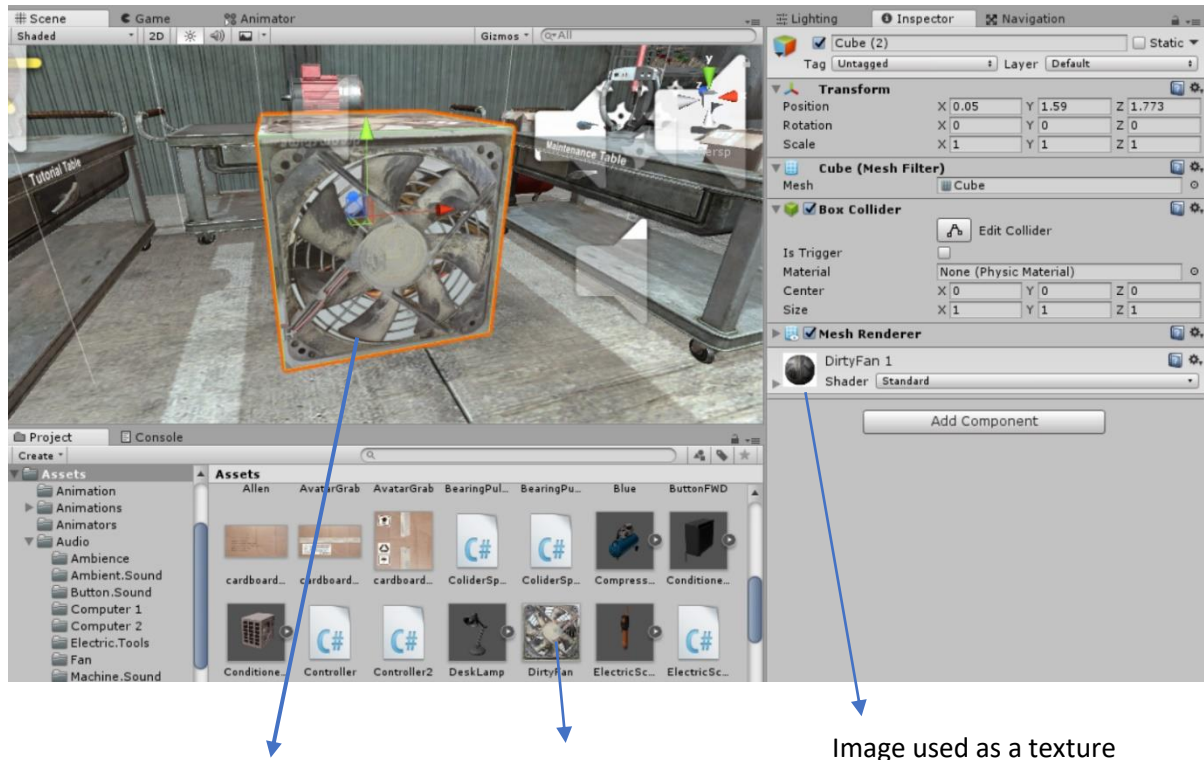 Scene Game Animator
Shaded 2D Gizmos All
Tutorial Table
Maintenance Table
y
Persp
Project Console
Create
Assets
Animation
Animations
Animators
Audio
Ambience
Ambient.Sound
Button.Sound
Computer 1
Computer 2
Electric.Tools
Fan
Machine.Sound
Assets
Allen AvatarGrab AvatarGrab BearingPul... BearingPu... Blue ButtonFWD
C# C#
cardboard... cardboard... cardboard... ColiderSp... ColiderSp... Compress... Conditione...
C# C# C#
Conditione... Controller Controller2 DeskLamp DirtyFan ElectricSc... ElectricSc...
Lighting Inspector Navigation
Cube (2) Static
Tag Untagged Layer Default
Transform
Position X 0.05 Y 1.59 Z 1.773
Rotation X 0 Y 0 Z 0
Scale X 1 Y 1 Z 1
Cube (Mesh Filter)
Mesh Cube
Box Collider
Edit Collider
Is Trigger
Material None (Physic Material)
Center X 0 Y 0 Z 0
Size X 1 Y 1 Z 1
Mesh Renderer
DirtyFan 1
Shader Standard
Add Component
Image used as a texture